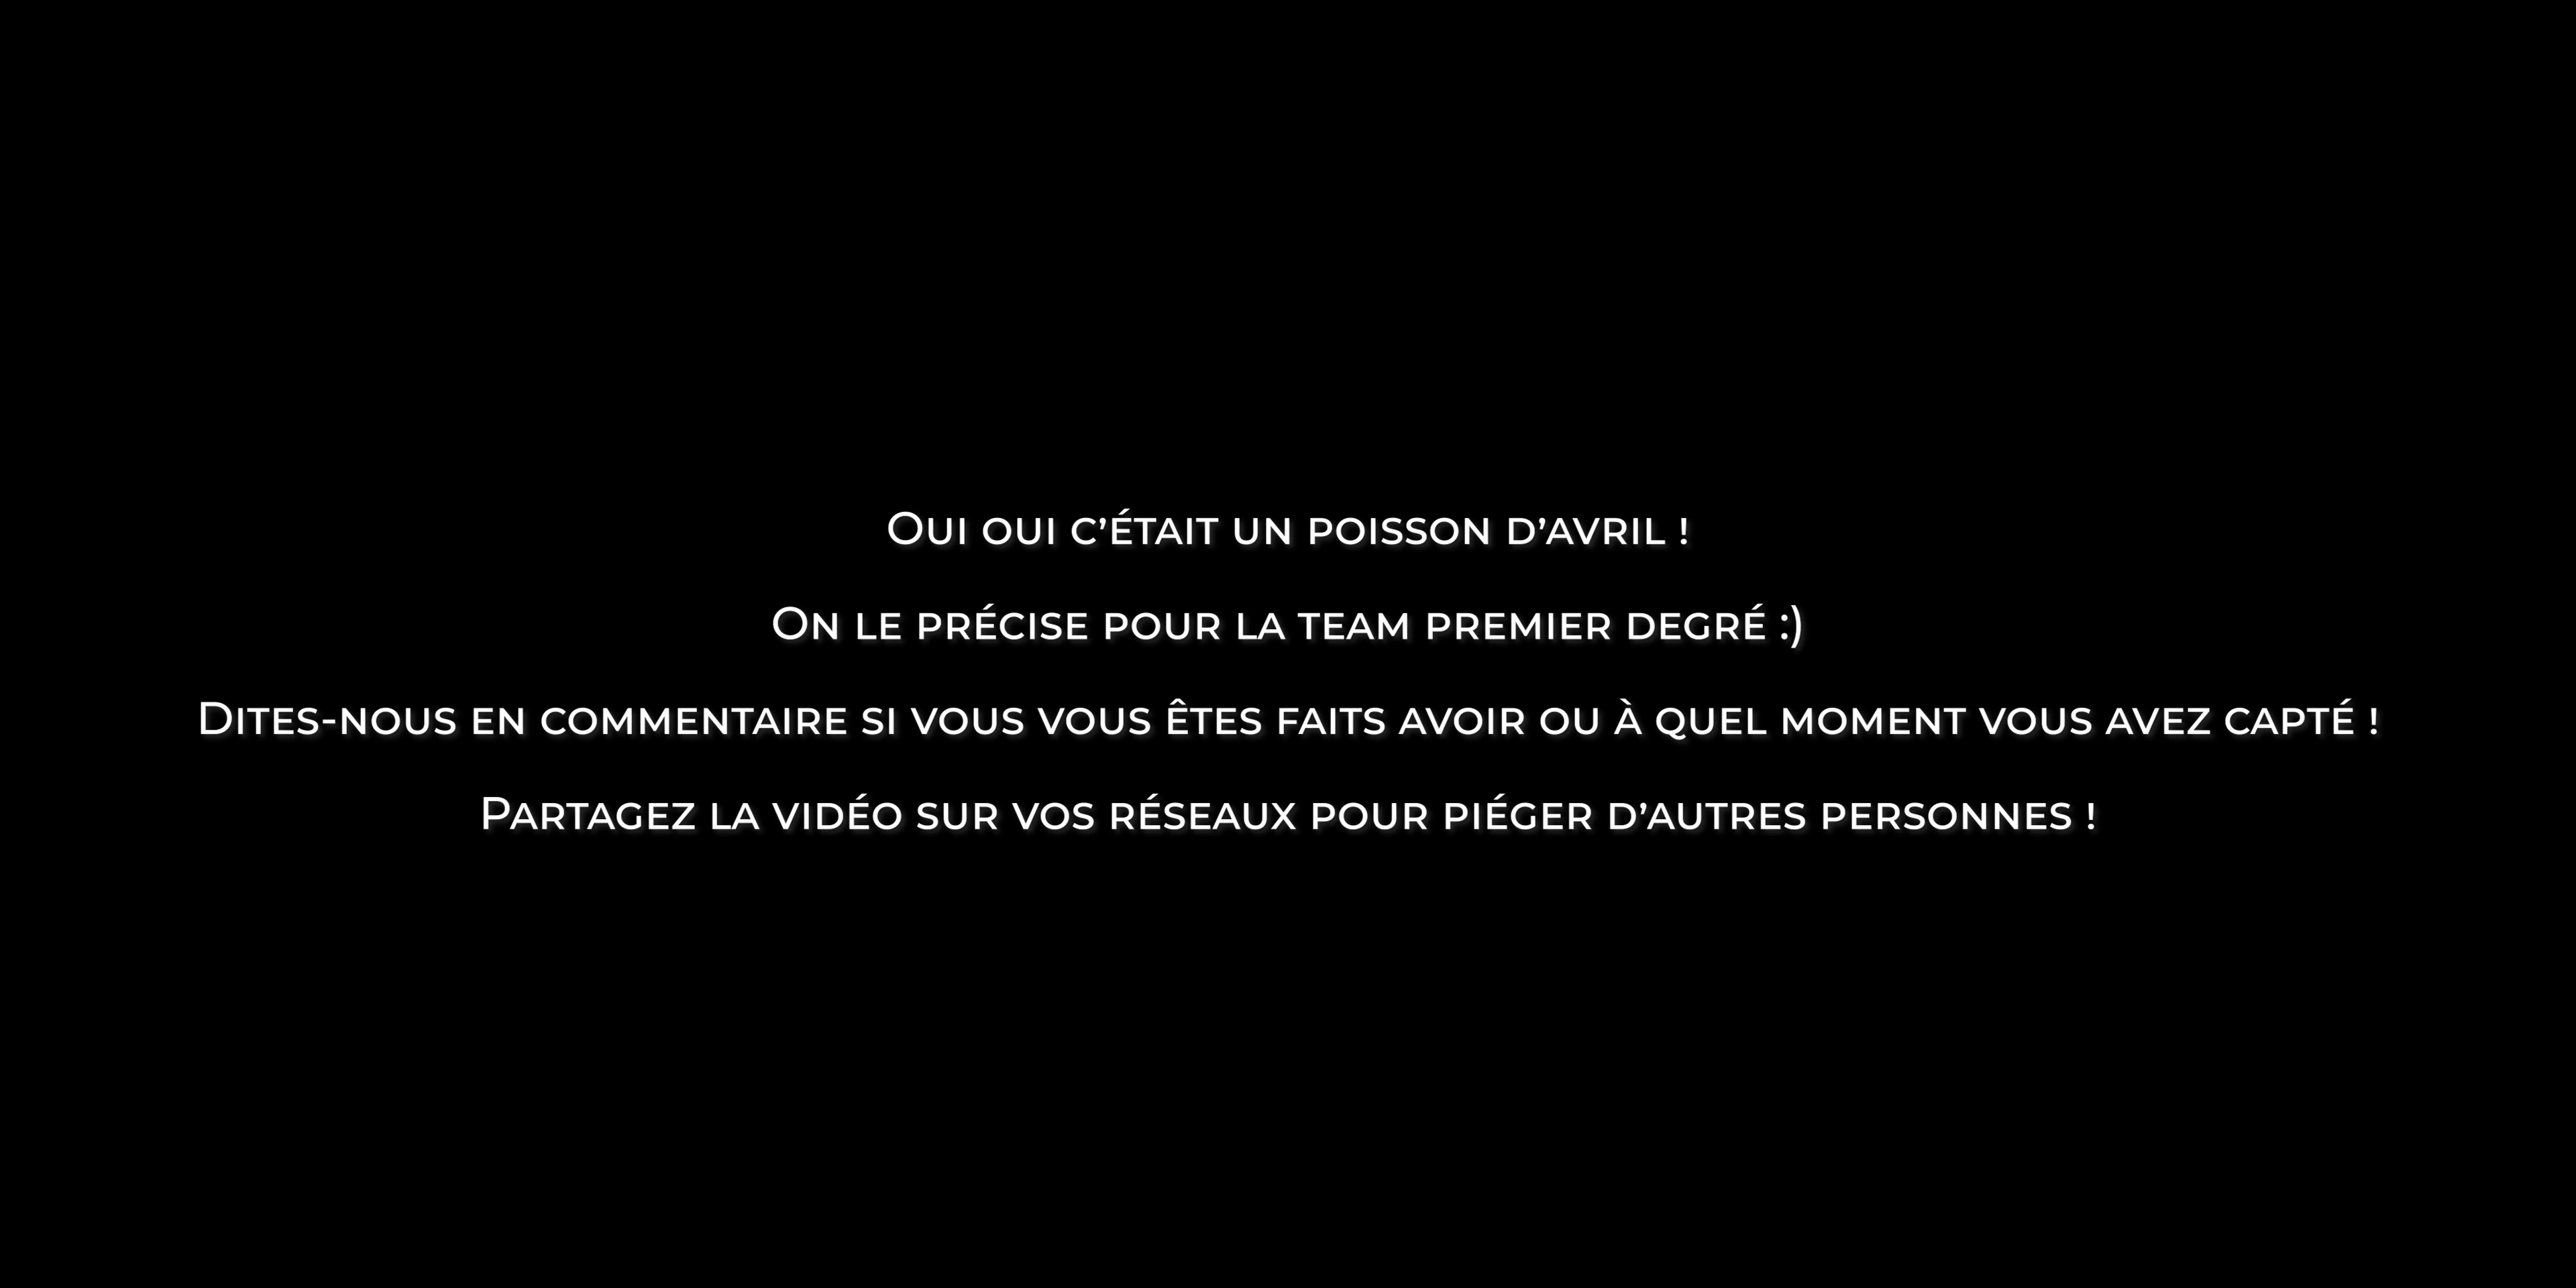 Oui oui c’était un poisson d’avril !
On le précise pour la team premier degré :)
Dites-nous en commentaire si vous vous êtes faits avoir ou à quel moment vous avez capté !
Partagez la vidéo sur vos réseaux pour piéger d’autres personnes !